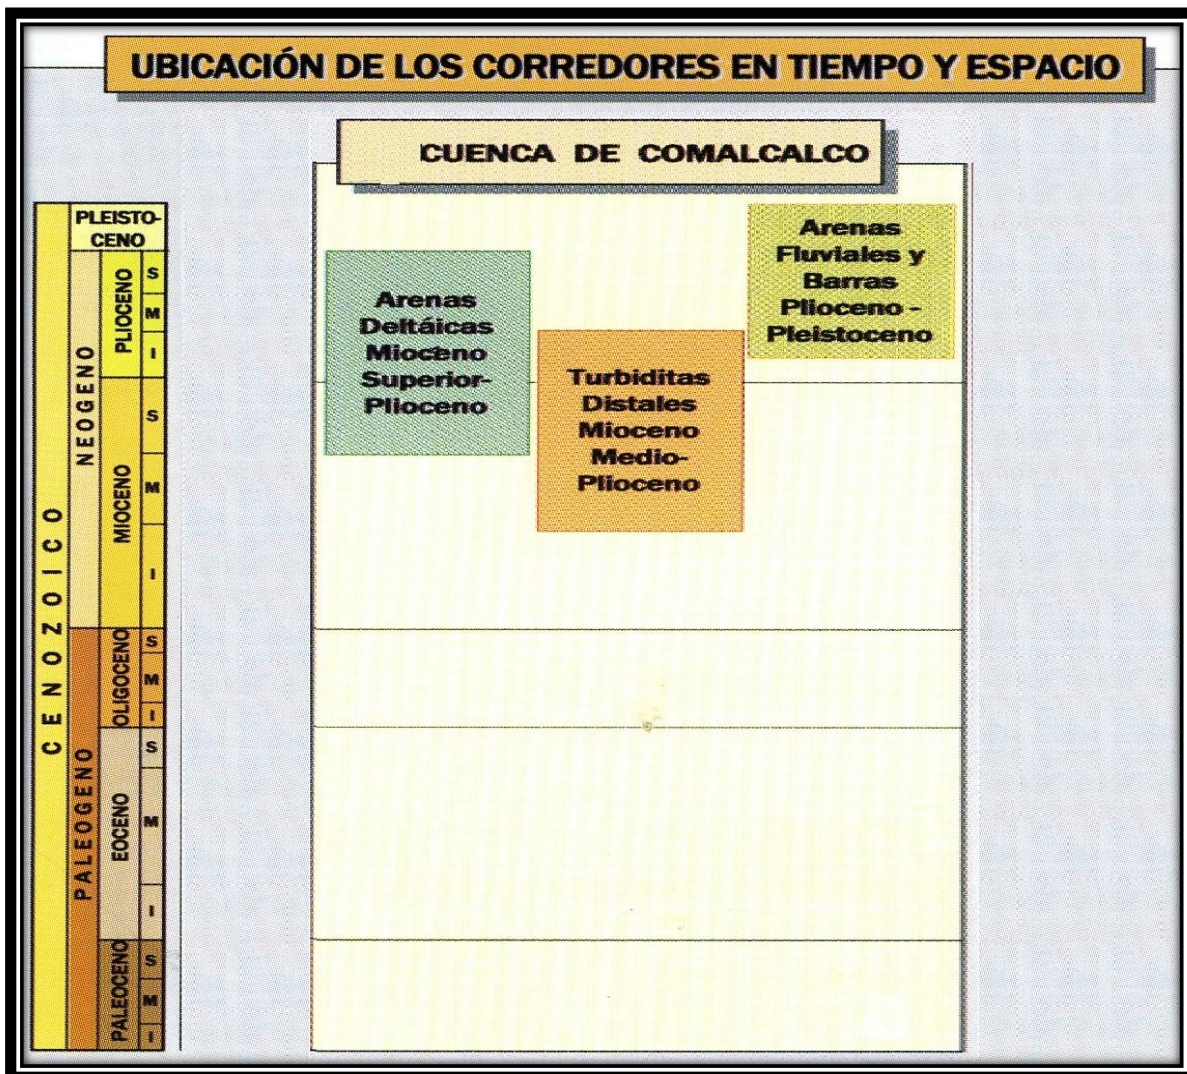 UBICACIÓN DE LOS CORREDORES EN TIEMPO Y ESPACIO
CUENCA DE COMALCALCO
CENOZOICO
NEOGENO
PALEOGENO
PLEISTO-
CENO
PLIOCENO
S
M
I
MIOCENO
S
M
I
OLIGOCENO
S
M
I
EOCENO
S
M
I
PALEOCENO
S
M
I
Arenas
Deltáicas
Mioceno
Superior-
Plioceno
Turbiditas
Distales
Mioceno
Medio-
Plioceno
Arenas
Fluviales y
Barras
Plioceno -
Pleistoceno